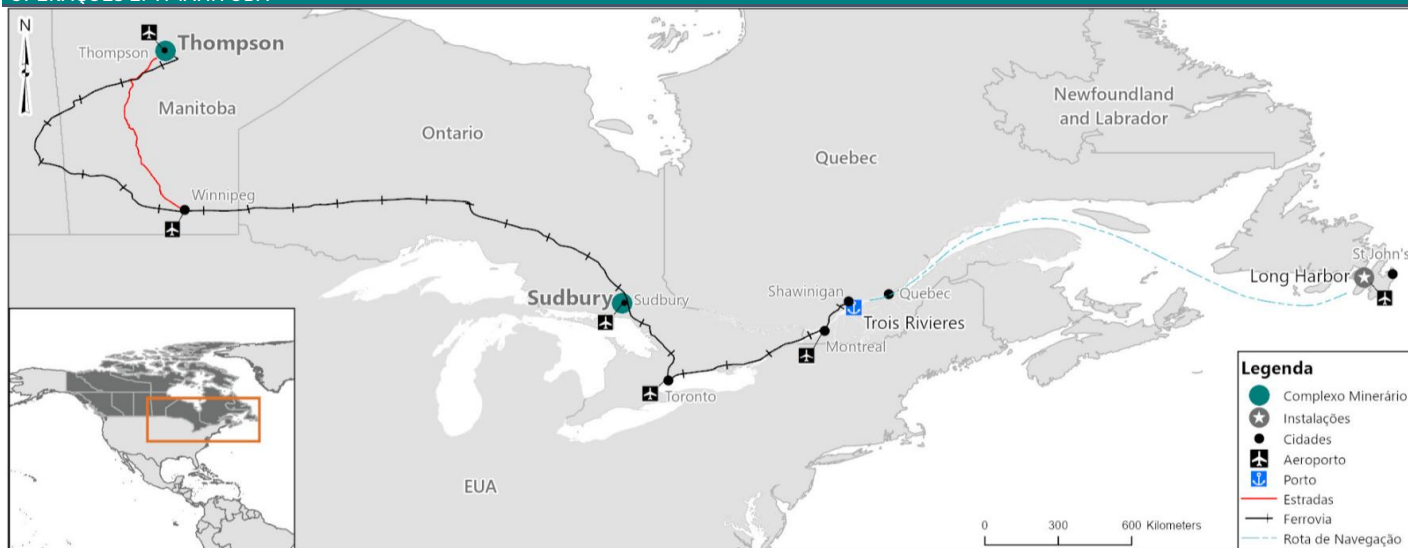 N
Thompson
Thompson
Manitoba
Ontario
Quebec
Newfoundland
and Labrador
Winnipeg
Sudbury
Sudbury
Shawinigan
Quebec
Trois Rivieres
Montreal
Toronto
St John's
Long Harbor
EUA
0 300 600 Kilometers
Legenda
Complexo Minerário
Instalações
Cidades
Aeroporto
Porto
Estradas
Ferrovia
Rota de Navegação